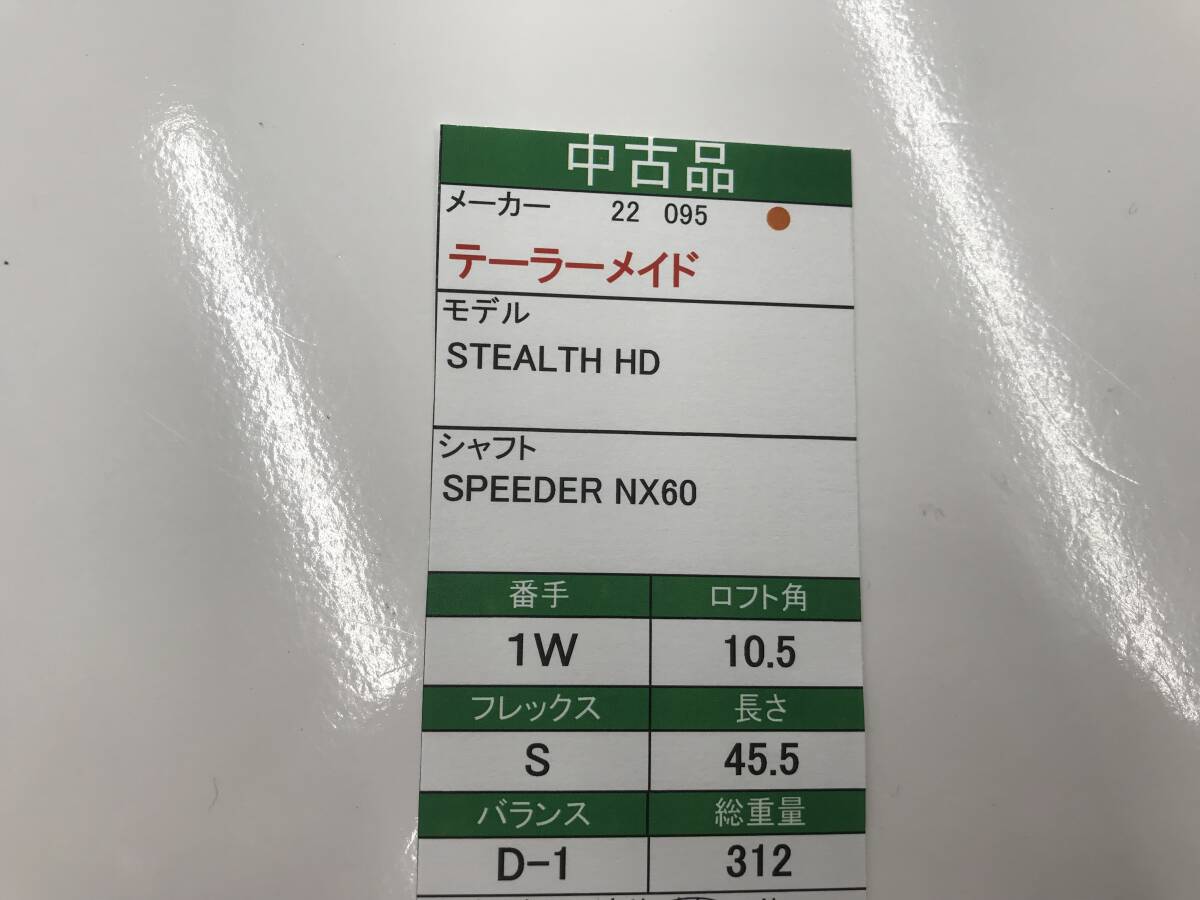 中古品
メーカー 22 095
テーラーメイド
モデル
STEALTH HD
シャフト
SPEEDER NX60
番手 ロフト角
1W 10.5
フレックス 長さ
S 45.5
バランス 総重量
D-1 312